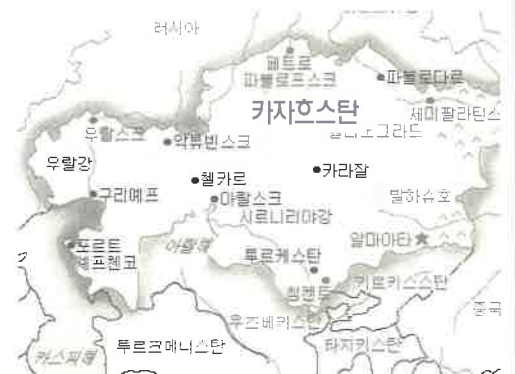 러시아
페트로
파블로프스크
파블로다르
카자흐스탄
세미팔라틴스
우랄스크
악튜빈스크
우랄강
첼카로
카라잘
구리예프
아랄스크
발하슈호
시르니리야강
알마아타
포르트
셰프첸코
아랄해
투르케스탄
침켄트
키르키스스탄
중국
우즈베키스탄
카스피해
투르크메니스탄
타지키스탄